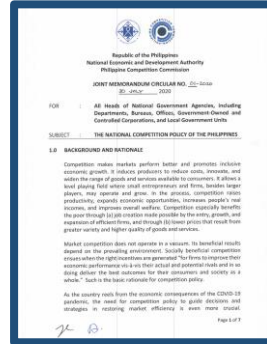 Republic of the Philippines
National Economic and Development Authority
Philippine Competition Commission
JOINT MEMORANDUM CIRCULAR NO. 01-2020
30 JULY 2020
FOR : All Heads of National Government Agencies, including
Departments, Bureaus, Offices, Government-Owned and
Controlled Corporations, and Local Government Units
SUBJECT : THE NATIONAL COMPETITION POLICY OF THE PHILIPPINES
1.0 BACKGROUND AND RATIONALE
Competition makes markets perform better and promotes inclusive
economic growth. It induces producers to reduce costs, innovate, and
widen the range of goods and services available to consumers. It allows a
level playing field where small entrepreneurs and firms, besides larger
players, may operate and grow. In the process, competition raises
productivity, expands economic opportunities, increases people's real
incomes, and improves overall welfare. Competition especially benefits
the poor through (a) job creation made possible by the entry, growth, and
expansion of efficient firms, and through (b) lower prices that result from
greater variety and higher quality of goods and services.
Market competition does not operate in a vacuum. Its beneficial results
depend on the prevailing environment. Socially beneficial competition
ensues when the right incentives are generated "for firms to improve their
economic performance vis-à-vis their actual and potential rivals and in so
doing deliver the best outcomes for their consumers and society as a
whole." Such is the basic rationale for competition policy.
As the country reels from the economic consequences of the COVID-19
pandemic, the need for competition policy to guide decisions and
strategies in restoring market efficiency is even more crucial.
Page 1 of 7